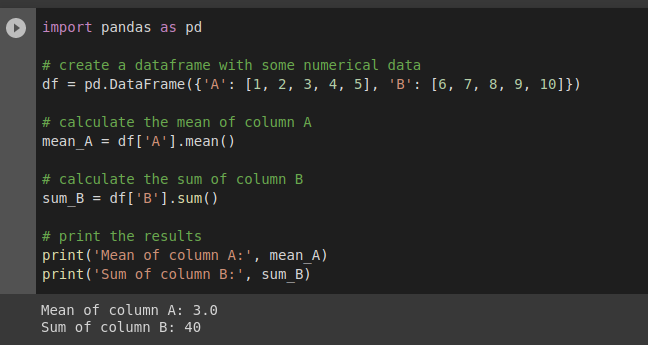 import pandas as pd
# create a dataframe with some numerical data
df = pd.DataFrame({'A': [1, 2, 3, 4, 5], 'B': [6, 7, 8, 9, 10]})
# calculate the mean of column A
mean_A = df['A'].mean()
# calculate the sum of column B
sum_B = df['B'].sum()
# print the results
print('Mean of column A:', mean_A)
print('Sum of column B:', sum_B)
Mean of column A: 3.0
Sum of column B: 40